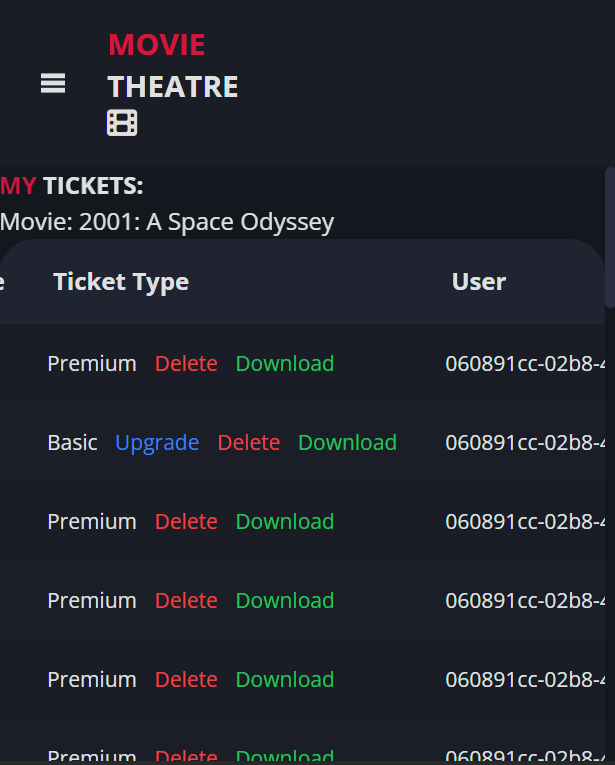 MOVIE
THEATRE
MY TICKETS:
Movie: 2001: A Space Odyssey
e Ticket Type User
Premium Delete Download 060891cc-02b8-4
Basic Upgrade Delete Download 060891cc-02b8-4
Premium Delete Download 060891cc-02b8-4
Premium Delete Download 060891cc-02b8-4
Premium Delete Download 060891cc-02b8-4
Premium Delete Download 060891cc-02b8-4